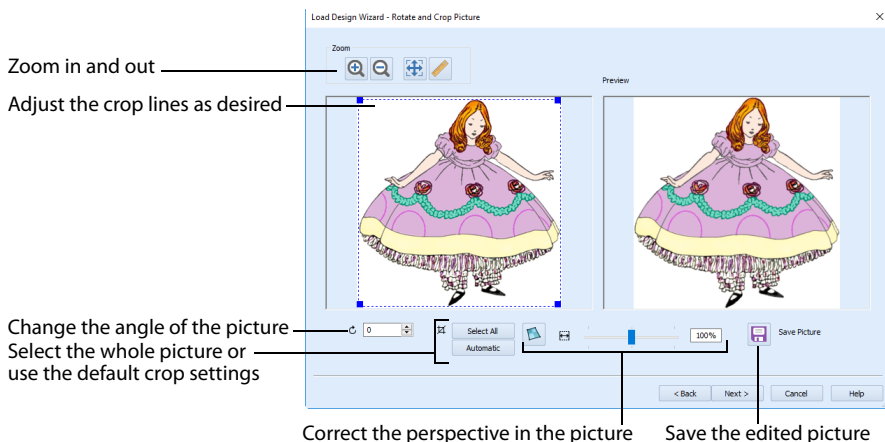 Load Design Wizard - Rotate and Crop Picture
Zoom
Zoom in and out
Preview
Adjust the crop lines as desired
Change the angle of the picture
0
Select All
100%
Save Picture
Select the whole picture or
use the default crop settings
Automatic
< Back
Next >
Cancel
Help
Correct the perspective in the picture
Save the edited picture